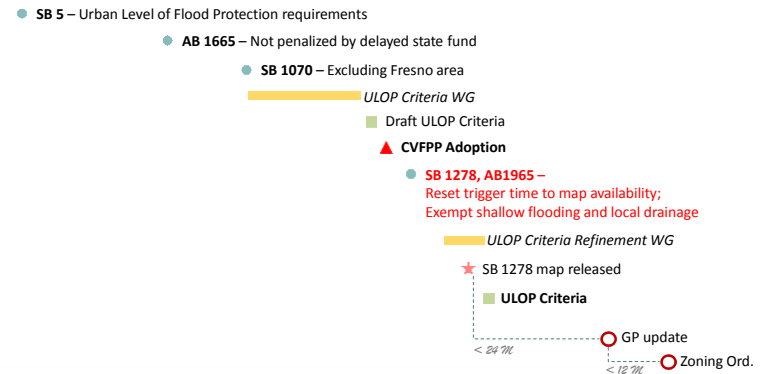 SB 5 – Urban Level of Flood Protection requirements
AB 1665 – Not penalized by delayed state fund
SB 1070 – Excluding Fresno area
ULOP Criteria WG
Draft ULOP Criteria
CVFPP Adoption
SB 1278, AB1965 –
Reset trigger time to map availability;
Exempt shallow flooding and local drainage
ULOP Criteria Refinement WG
SB 1278 map released
ULOP Criteria
GP update
< 24 M
Zoning Ord.
< 12 M